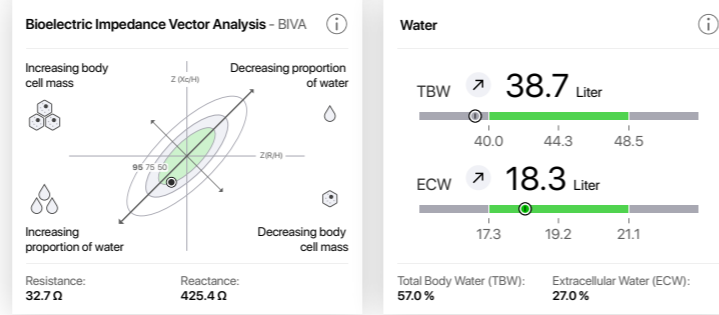 Bioelectric Impedance Vector Analysis - BIVA
Increasing body
cell mass
Z (Xc/H)
Decreasing proportion
of water
Z(R/H)
95 75 50
Increasing
proportion of water
Decreasing body
cell mass
Resistance:
32.7 Ω
Reactance:
425.4 Ω
Water
TBW 38.7 Liter
40.0 44.3 48.5
ECW 18.3 Liter
17.3 19.2 21.1
Total Body Water (TBW):
57.0 %
Extracellular Water (ECW):
27.0 %